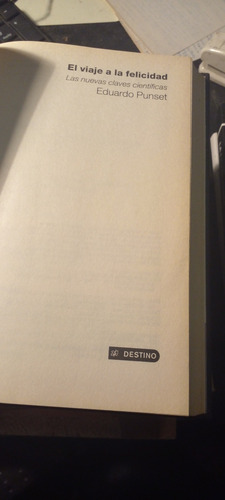 El viaje a la felicidad
Las nuevas claves científicas
Eduardo Punset
DESTINO